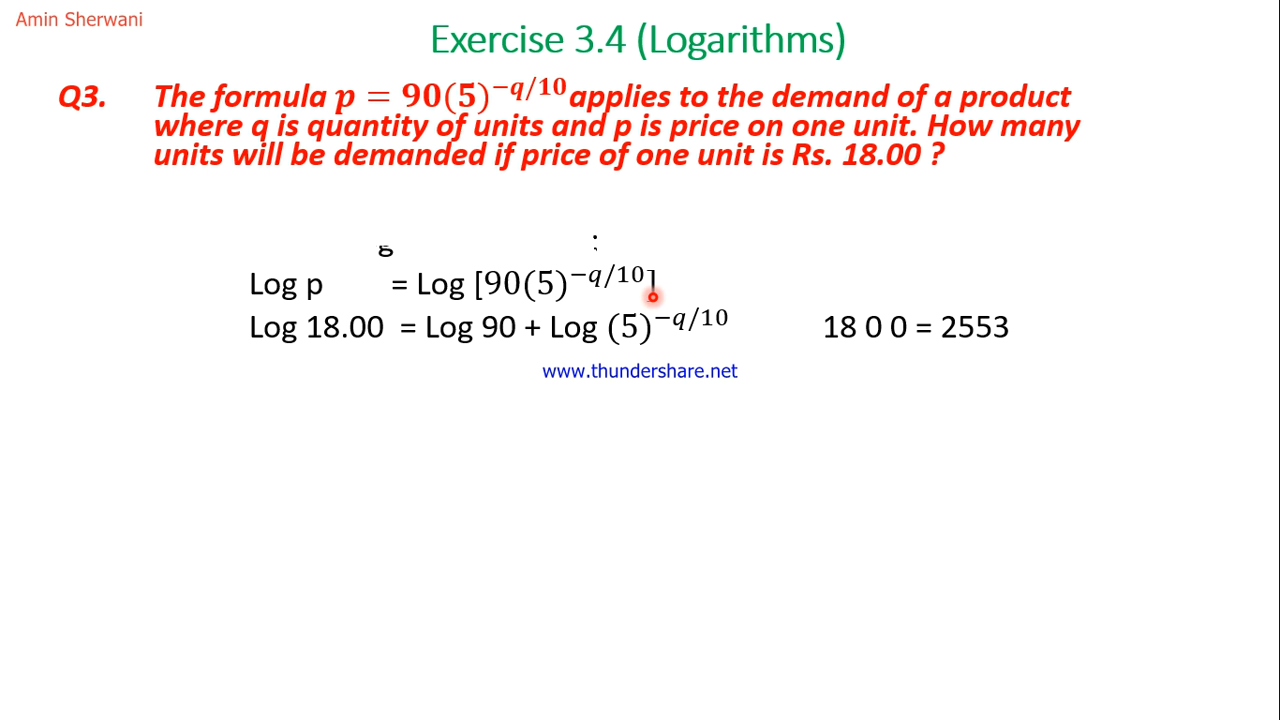 Amin Sherwani
Exercise 3.4 (Logarithms)
Q3. The formula p = 90(5)^{-q/10} applies to the demand of a product
where q is quantity of units and p is price on one unit. How many
units will be demanded if price of one unit is Rs. 18.00 ?
Log p = Log [90(5)^{-q/10}]
Log 18.00 = Log 90 + Log (5)^{-q/10} 18 0 0 = 2553
www.thundershare.net